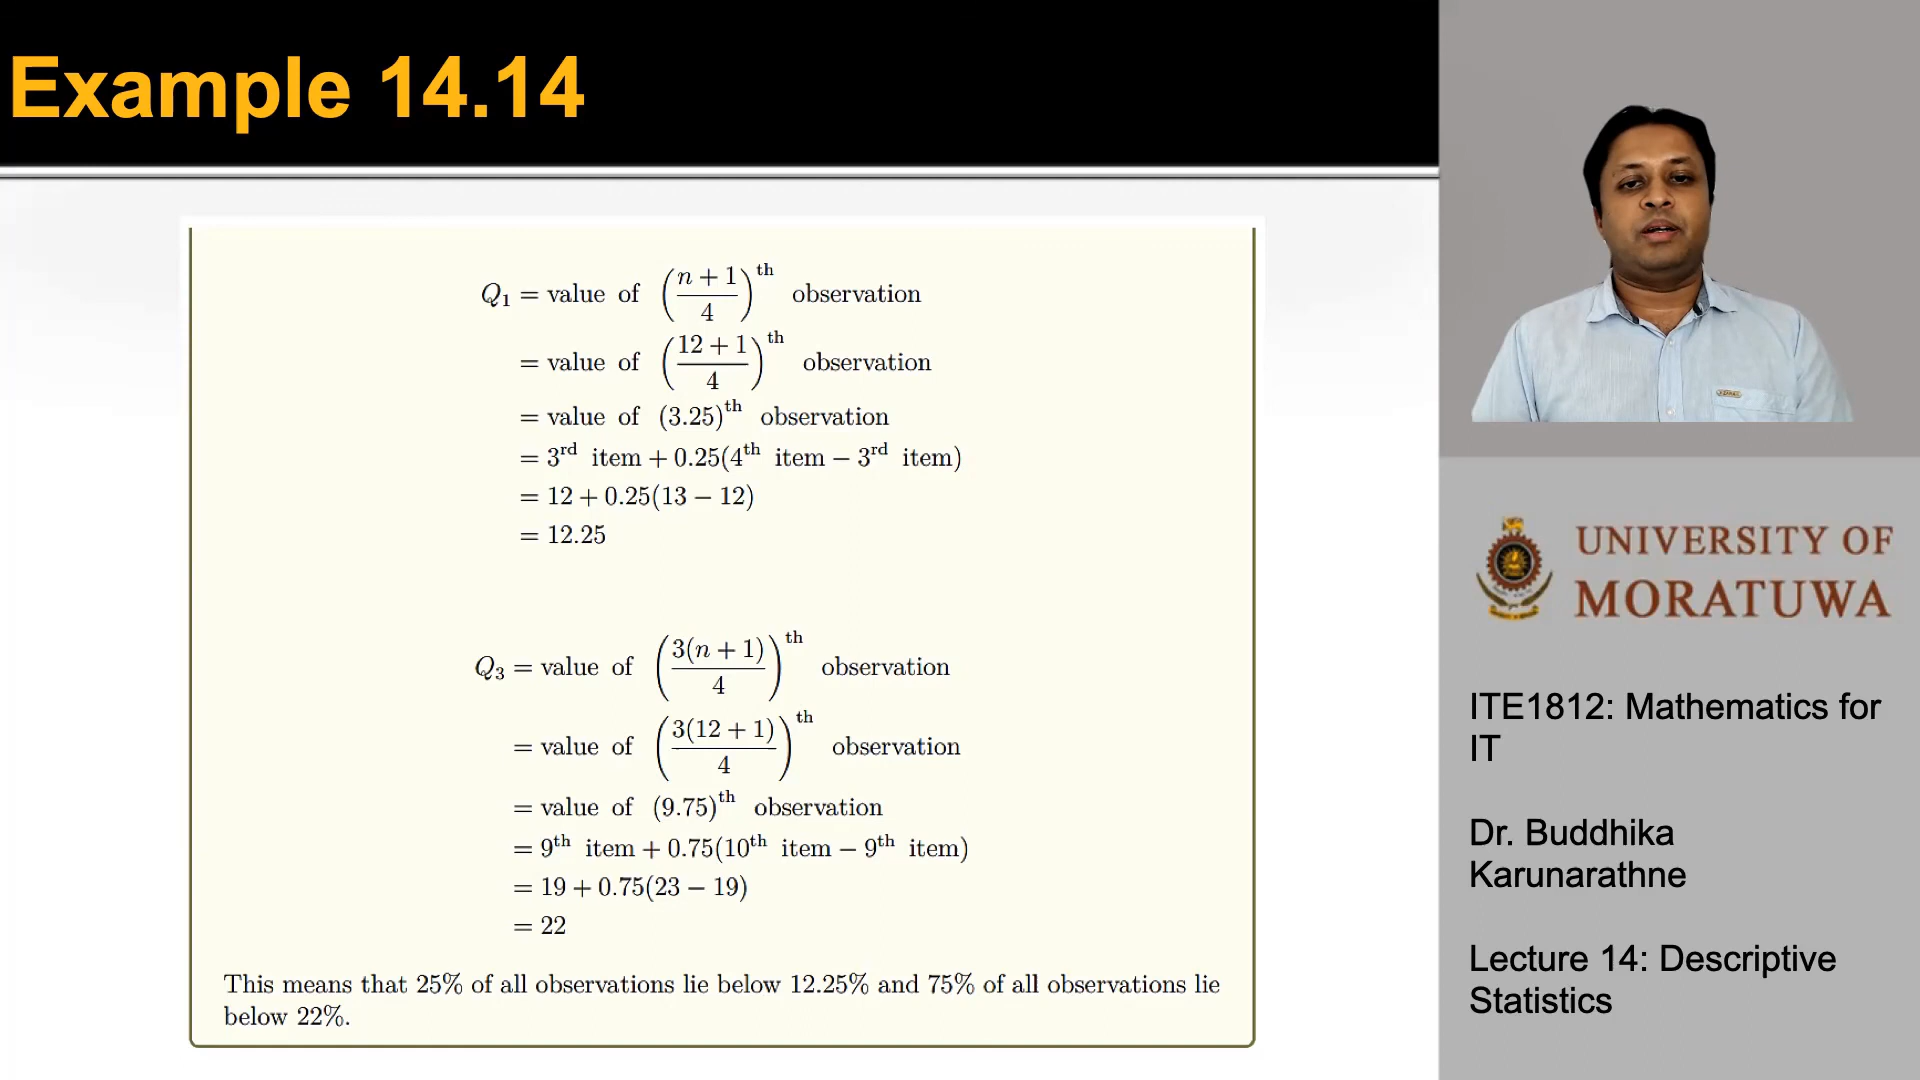 Example 14.14
Q₁ = value of ((n + 1)/4)ᵗʰ observation
= value of ((12 + 1)/4)ᵗʰ observation
= value of (3.25)ᵗʰ observation
= 3ʳᵈ item + 0.25(4ᵗʰ item − 3ʳᵈ item)
= 12 + 0.25(13 − 12)
= 12.25
Q₃ = value of (3(n + 1)/4)ᵗʰ observation
= value of (3(12 + 1)/4)ᵗʰ observation
= value of (9.75)ᵗʰ observation
= 9ᵗʰ item + 0.75(10ᵗʰ item − 9ᵗʰ item)
= 19 + 0.75(23 − 19)
= 22
This means that 25% of all observations lie below 12.25% and 75% of all observations lie
below 22%.
UNIVERSITY OF
MORATUWA
ITE1812: Mathematics for
IT
Dr. Buddhika
Karunarathne
Lecture 14: Descriptive
Statistics